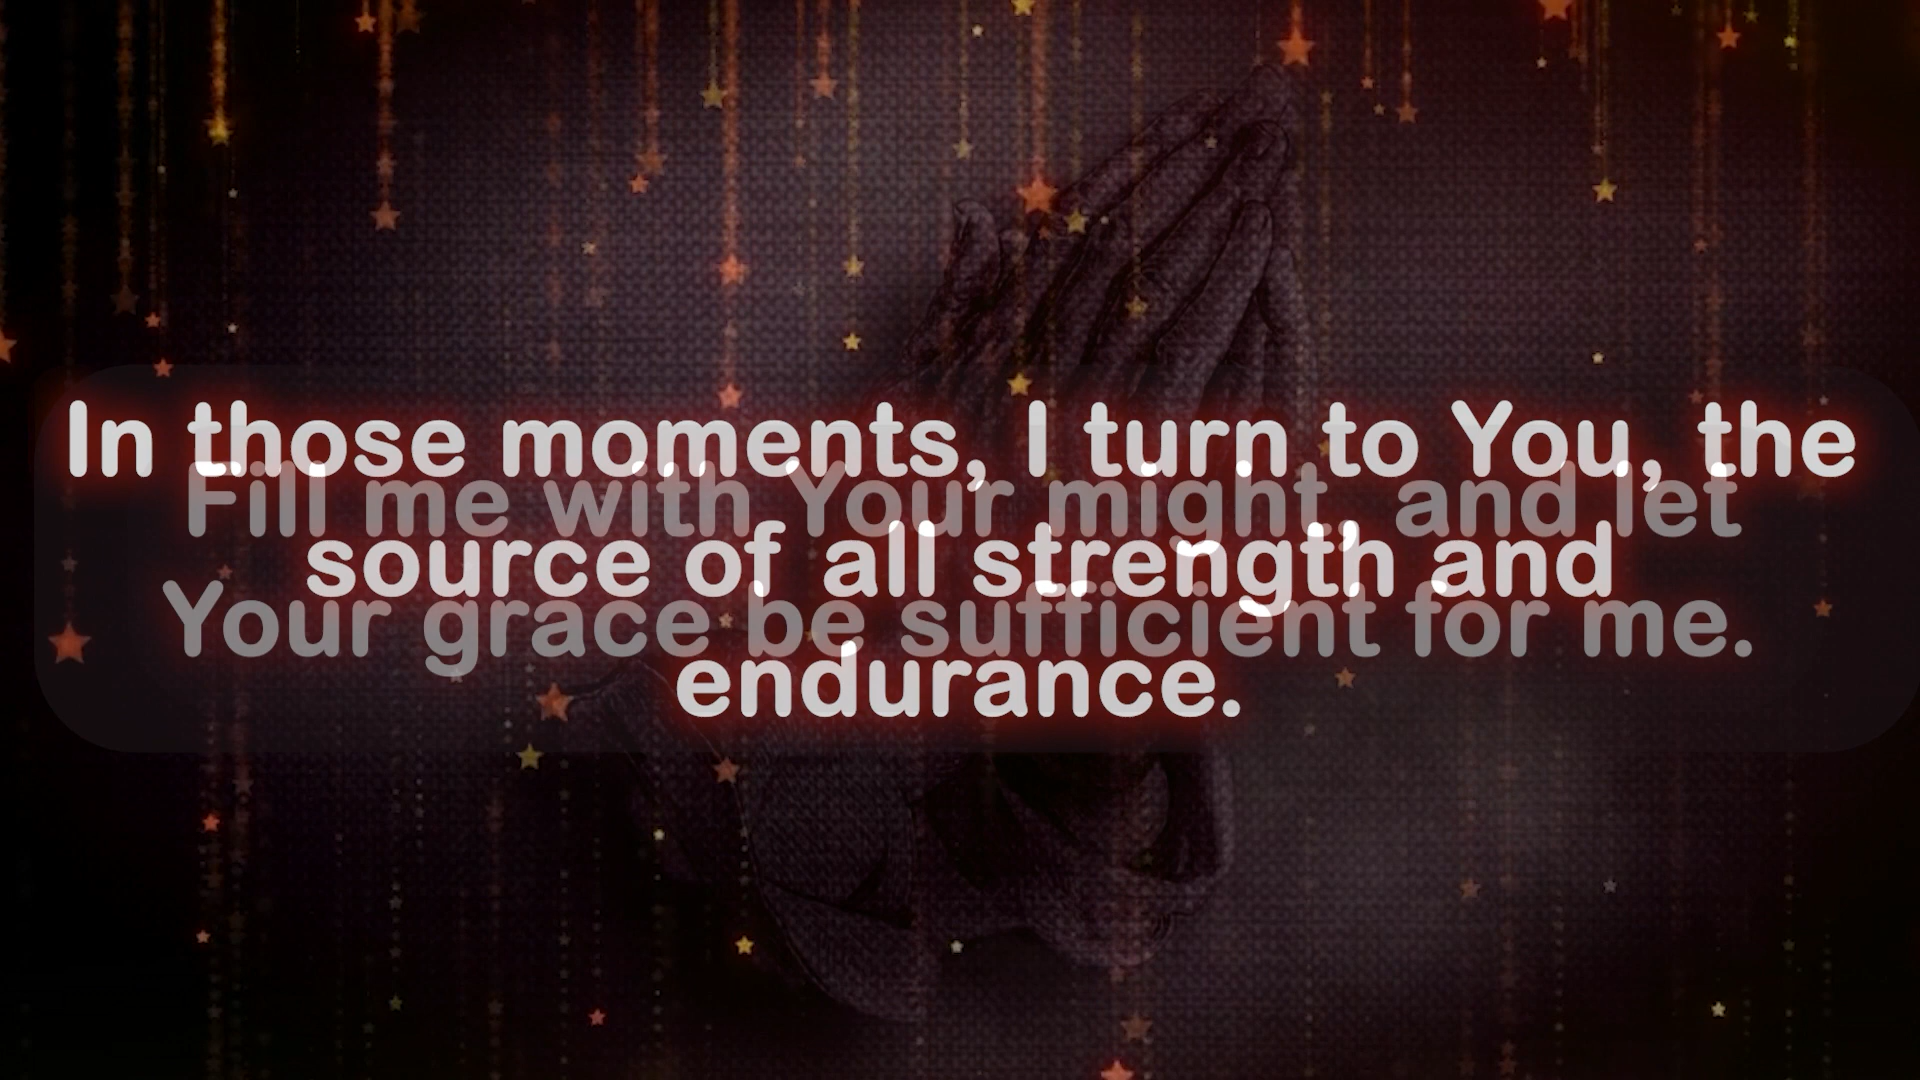 In those moments, I turn to You, the
source of all strength and
endurance.
Fill me with Your might, and let
Your grace be sufficient for me.